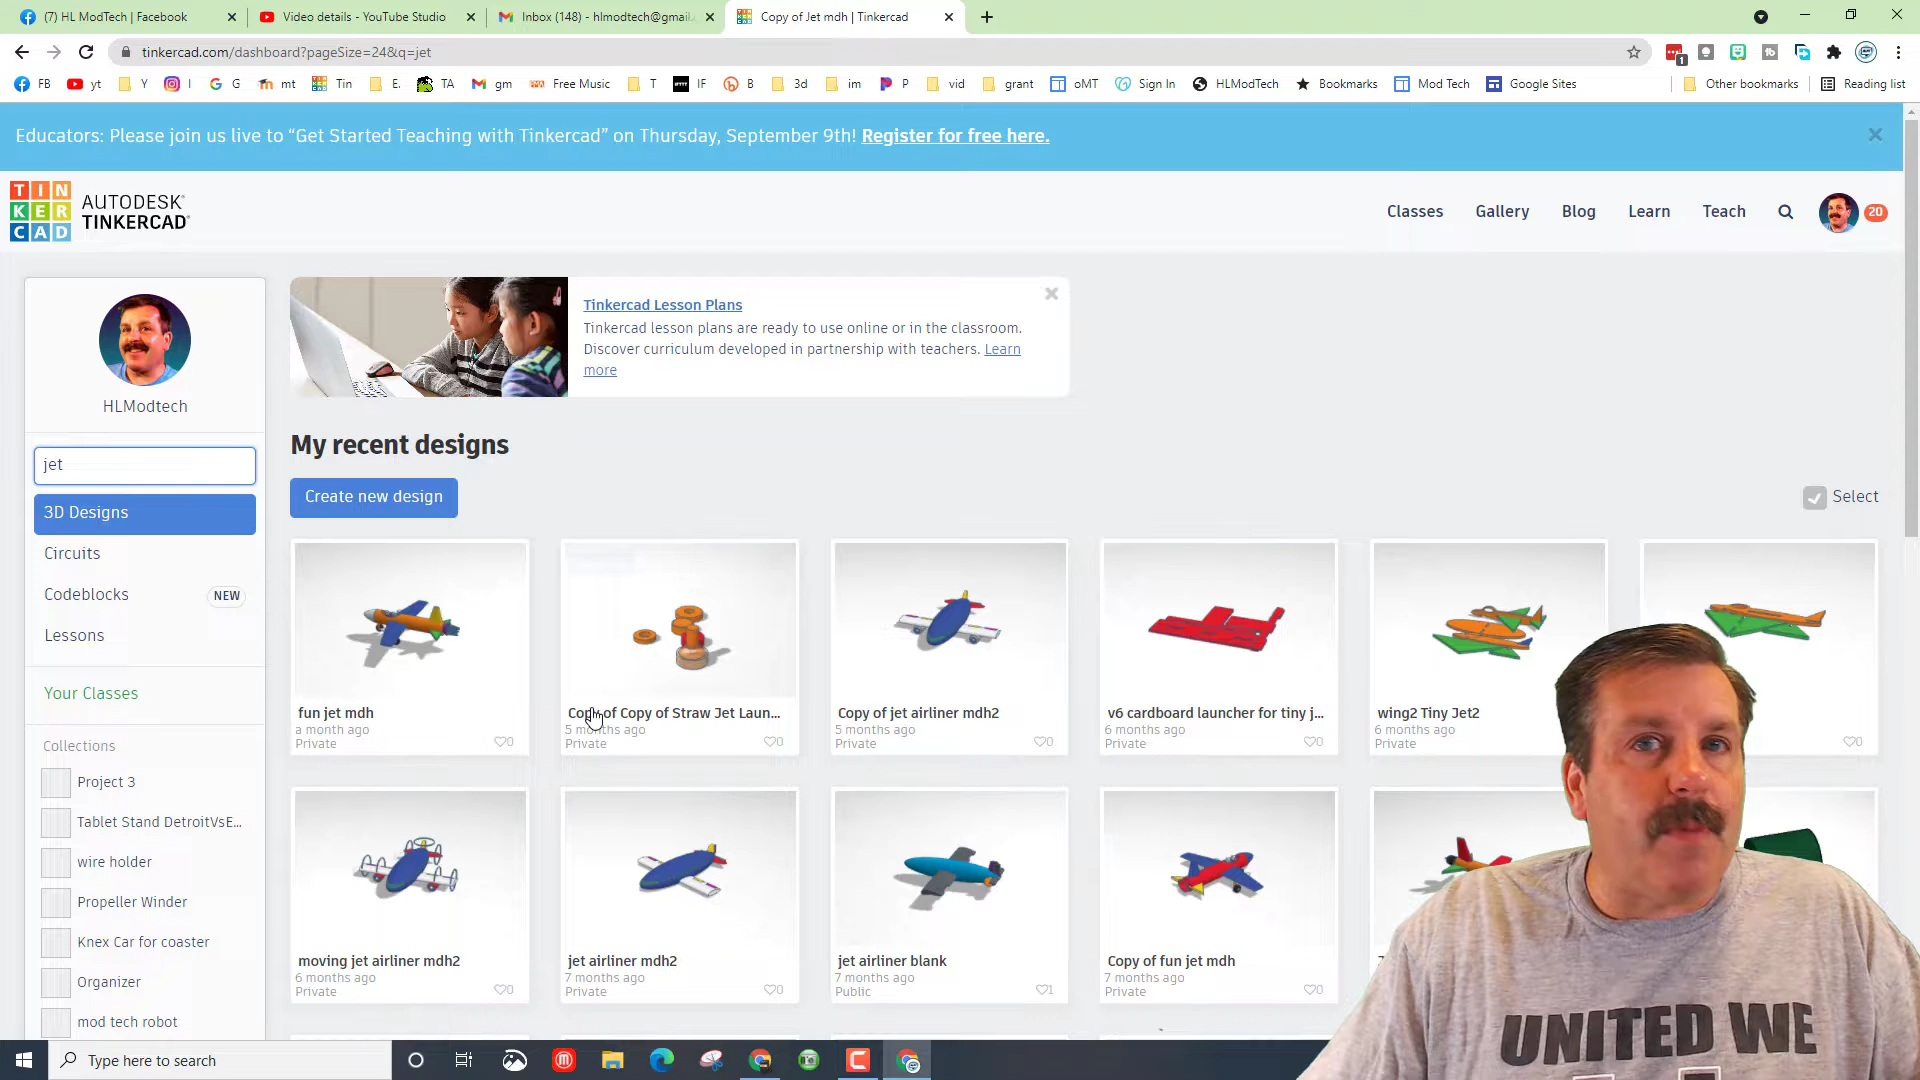 (7) HL ModTech | Facebook
Video details - YouTube Studio
Inbox (148) - hlmodtech@gmail.
Copy of Jet mdh | Tinkercad
tinkercad.com/dashboard?pageSize=24&q=jet
1
FB
yt
Y
I
G
mt
Tin
E.
TA
gm
Free Music
T
IF
B
3d
im
P
vid
grant
oMT
Sign In
HLModTech
Bookmarks
Mod Tech
Google Sites
Other bookmarks
Reading list
Educators: Please join us live to “Get Started Teaching with Tinkercad” on Thursday, September 9th! Register for free here.
TIN
KER
CAD
AUTODESK®
TINKERCAD®
Classes
Gallery
Blog
Learn
Teach
20
HLModtech
jet
3D Designs
Circuits
Codeblocks
NEW
Lessons
Your Classes
Collections
Project 3
Tablet Stand DetroitVsE...
wire holder
Propeller Winder
Knex Car for coaster
Organizer
mod tech robot
Tinkercad Lesson Plans
Tinkercad lesson plans are ready to use online or in the classroom.
Discover curriculum developed in partnership with teachers. Learn
more
My recent designs
Create new design
Select
fun jet mdh
a month ago
Private
0
Copy of Copy of Straw Jet Laun...
5 months ago
Private
0
Copy of jet airliner mdh2
5 months ago
Private
0
v6 cardboard launcher for tiny j...
6 months ago
Private
0
wing2 Tiny Jet2
6 months ago
Private
0
moving jet airliner mdh2
6 months ago
Private
0
jet airliner mdh2
7 months ago
Private
0
jet airliner blank
7 months ago
Public
1
Copy of fun jet mdh
7 months ago
Private
0
UNITED WE
Type here to search